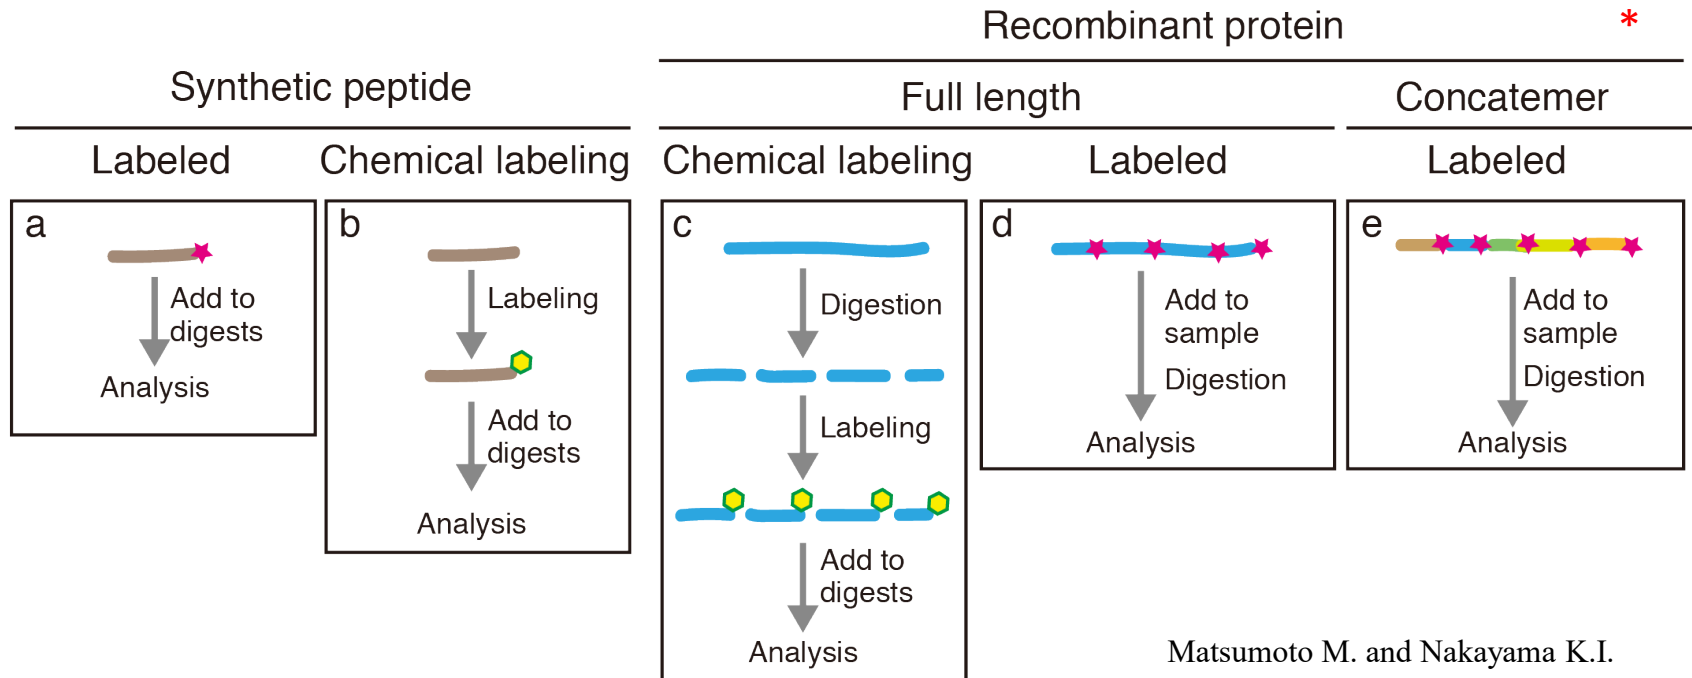 Recombinant protein *
Synthetic peptide
Full length
Concatemer
Labeled
Chemical labeling
Chemical labeling
Labeled
Labeled
a
Add to
digests
Analysis
b
Labeling
Add to
digests
Analysis
c
Digestion
Labeling
Add to
digests
Analysis
d
Add to
sample
Digestion
Analysis
e
Add to
sample
Digestion
Analysis
Matsumoto M. and Nakayama K.I.